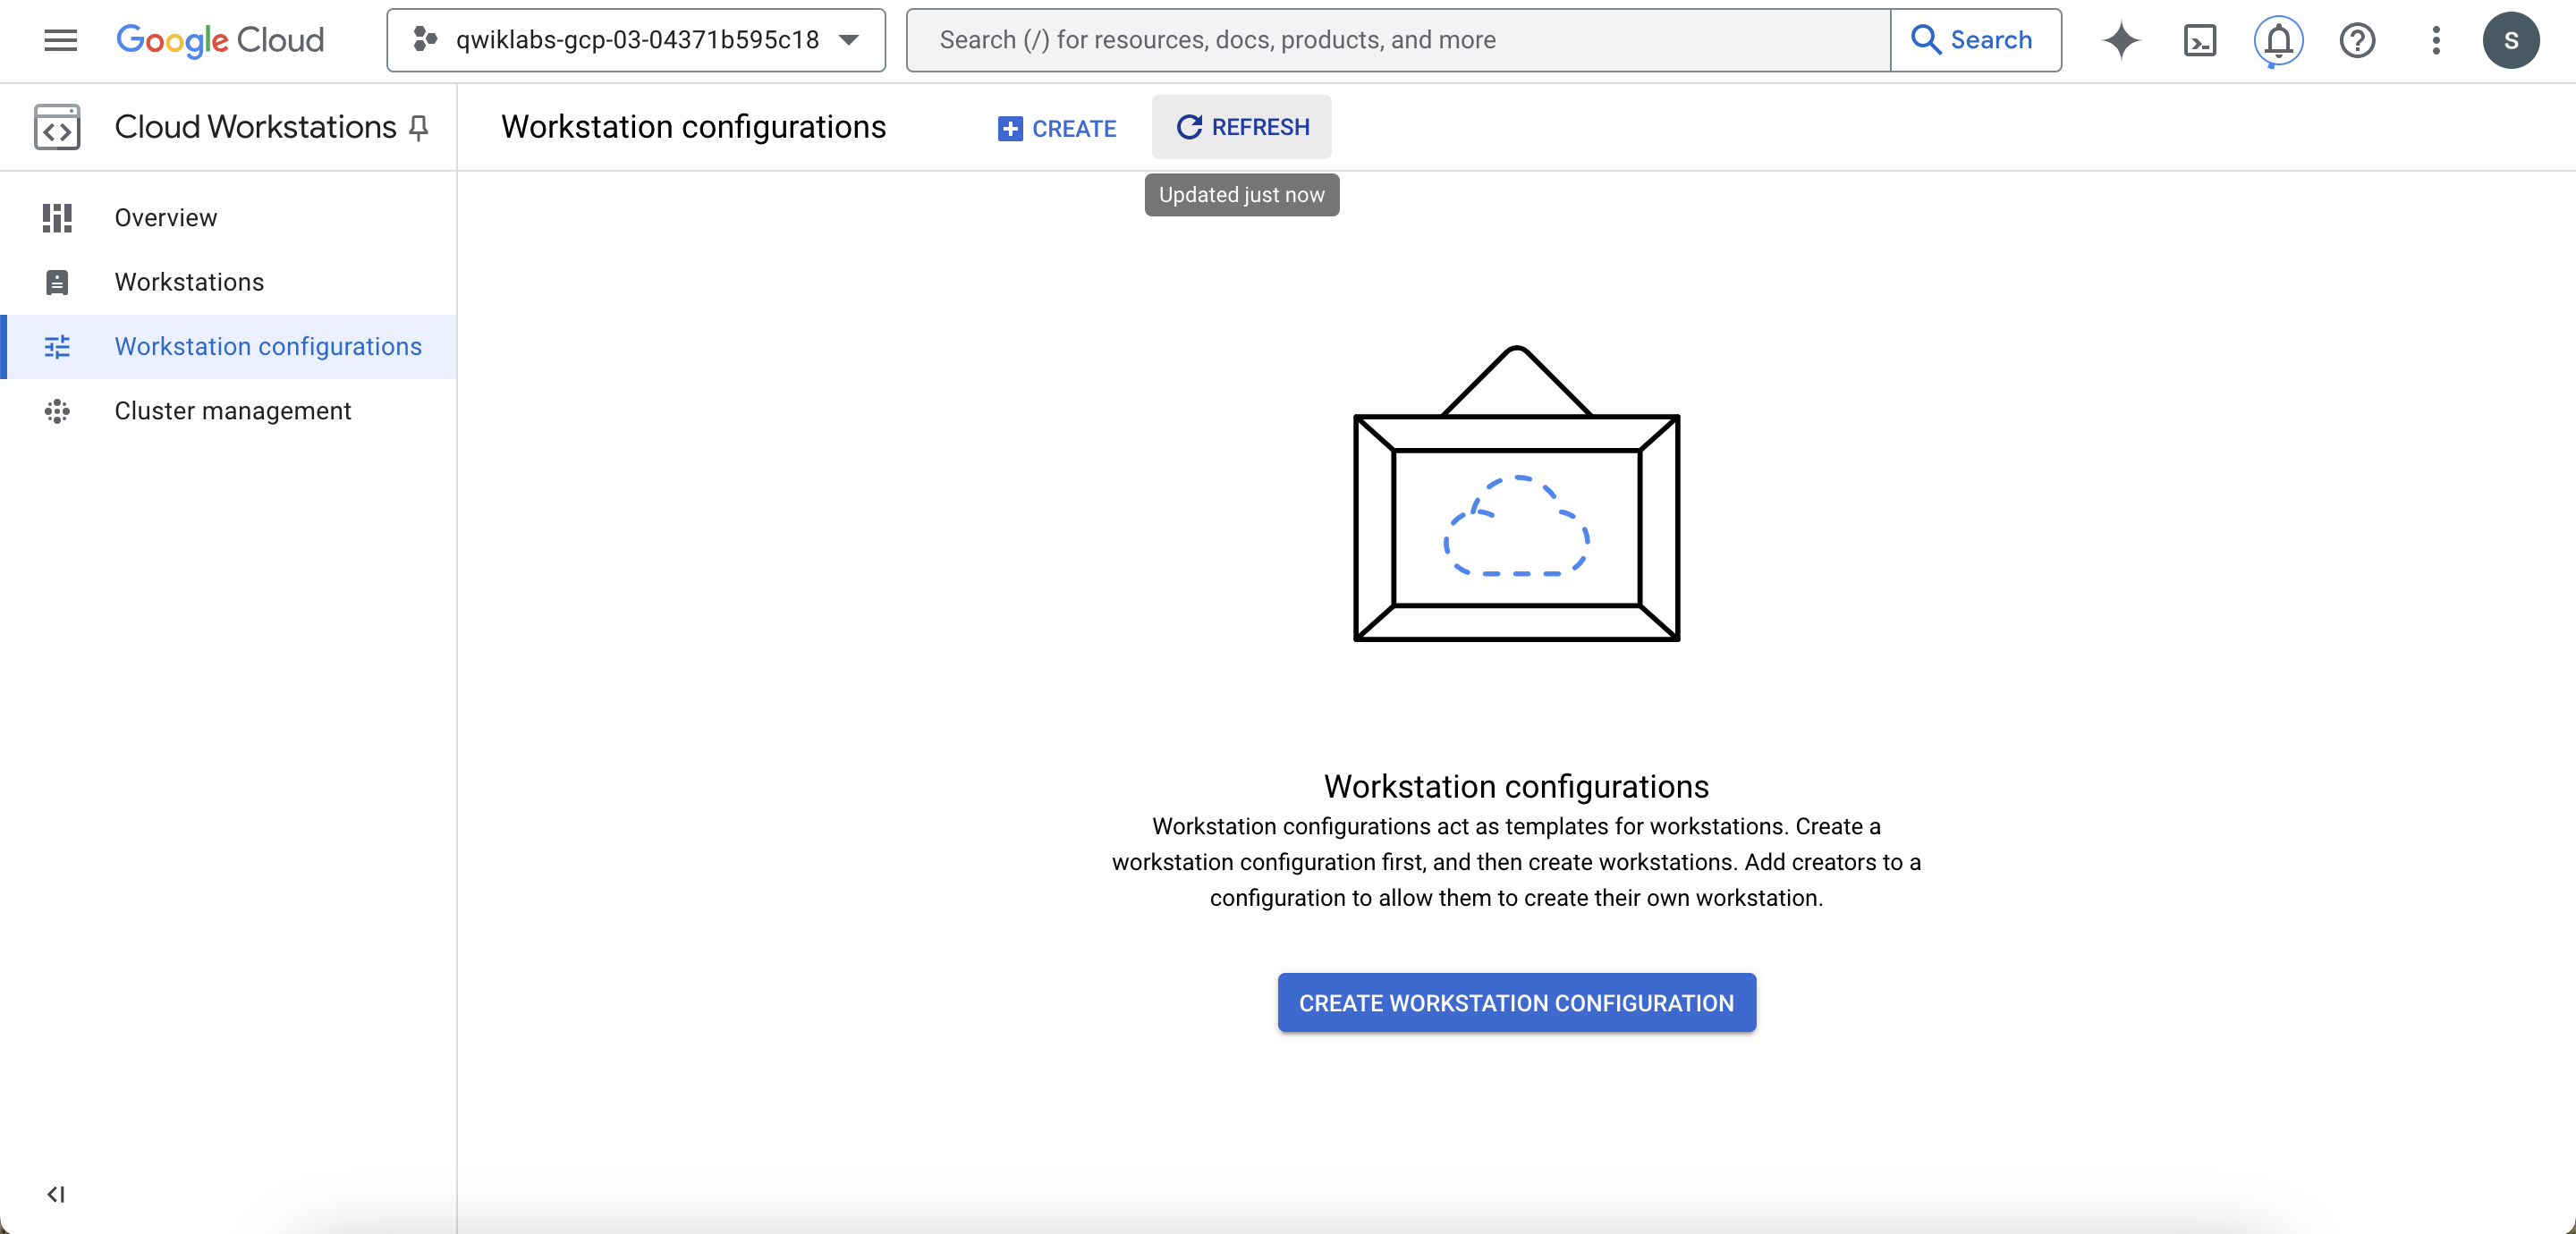 Google Cloud
qwiklabs-gcp-03-04371b595c18
Search (/) for resources, docs, products, and more
Search
S
Cloud Workstations
Workstation configurations
CREATE
REFRESH
Updated just now
Overview
Workstations
Workstation configurations
Cluster management
Workstation configurations
Workstation configurations act as templates for workstations. Create a
workstation configuration first, and then create workstations. Add creators to a
configuration to allow them to create their own workstation.
CREATE WORKSTATION CONFIGURATION